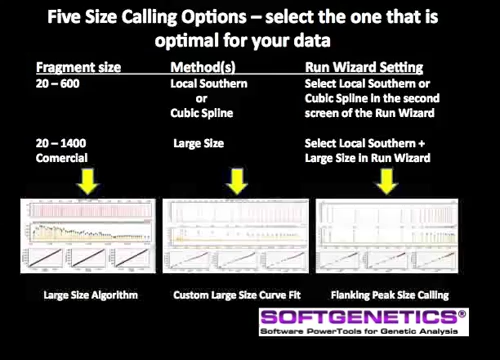 Five Size Calling Options – select the one that is
optimal for your data
Fragment size Method(s) Run Wizard Setting
20 – 600 Local Southern Select Local Southern or
or Cubic Spline in the second
Cubic Spline screen of the Run Wizard
20 – 1400 Large Size Select Local Southern +
Comercial Large Size in Run Wizard
Large Size Algorithm Custom Large Size Curve Fit Flanking Peak Size Calling
SOFTGENETICS®
Software PowerTools for Genetic Analysis